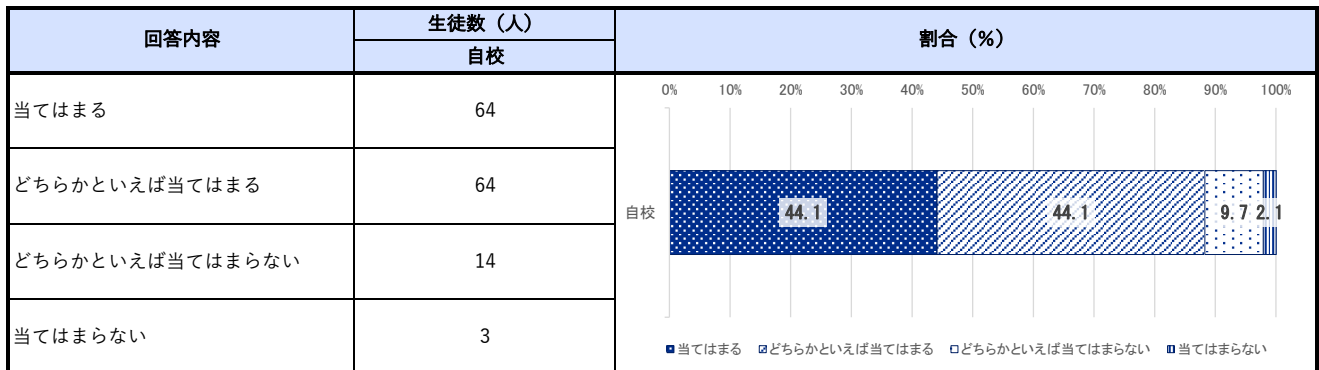 回答内容
生徒数（人）
自校
割合（%）
当てはまる
64
どちらかといえば当てはまる
64
どちらかといえば当てはまらない
14
当てはまらない
3
0% 10% 20% 30% 40% 50% 60% 70% 80% 90% 100%
自校
44.1 44.1 9.7 2.1
当てはまる どちらかといえば当てはまる どちらかといえば当てはまらない 当てはまらない